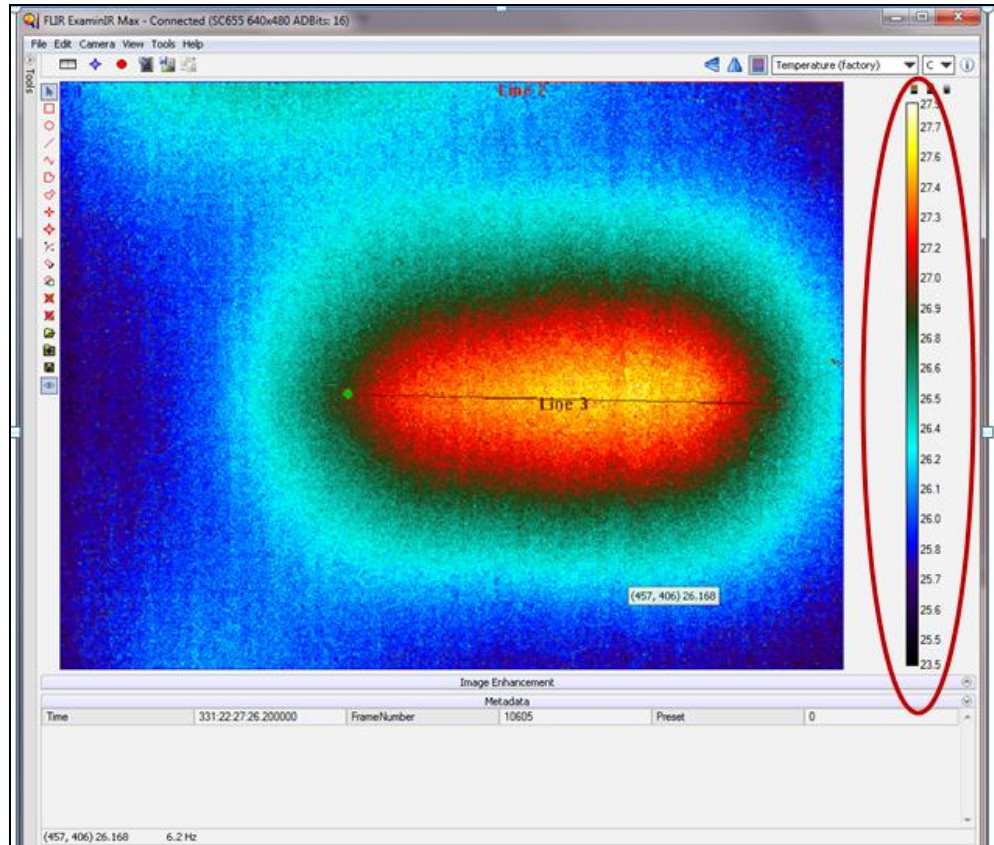 FLIR ExaminIR Max - Connected (SC655 640x480 ADBits: 16)
File Edit Camera View Tools Help
Temperature (factory) C
Tools
Line 2
27.7
27.6
27.4
27.3
27.2
27.0
26.9
26.8
26.6
26.5
26.4
26.2
26.1
26.0
25.8
25.7
25.6
25.5
23.5
Line 3
(457, 406) 26.168
Image Enhancement
Metadata
Time 331:22:27:26.200000 FrameNumber 10605 Preset 0
(457, 406) 26.168 6.2 Hz